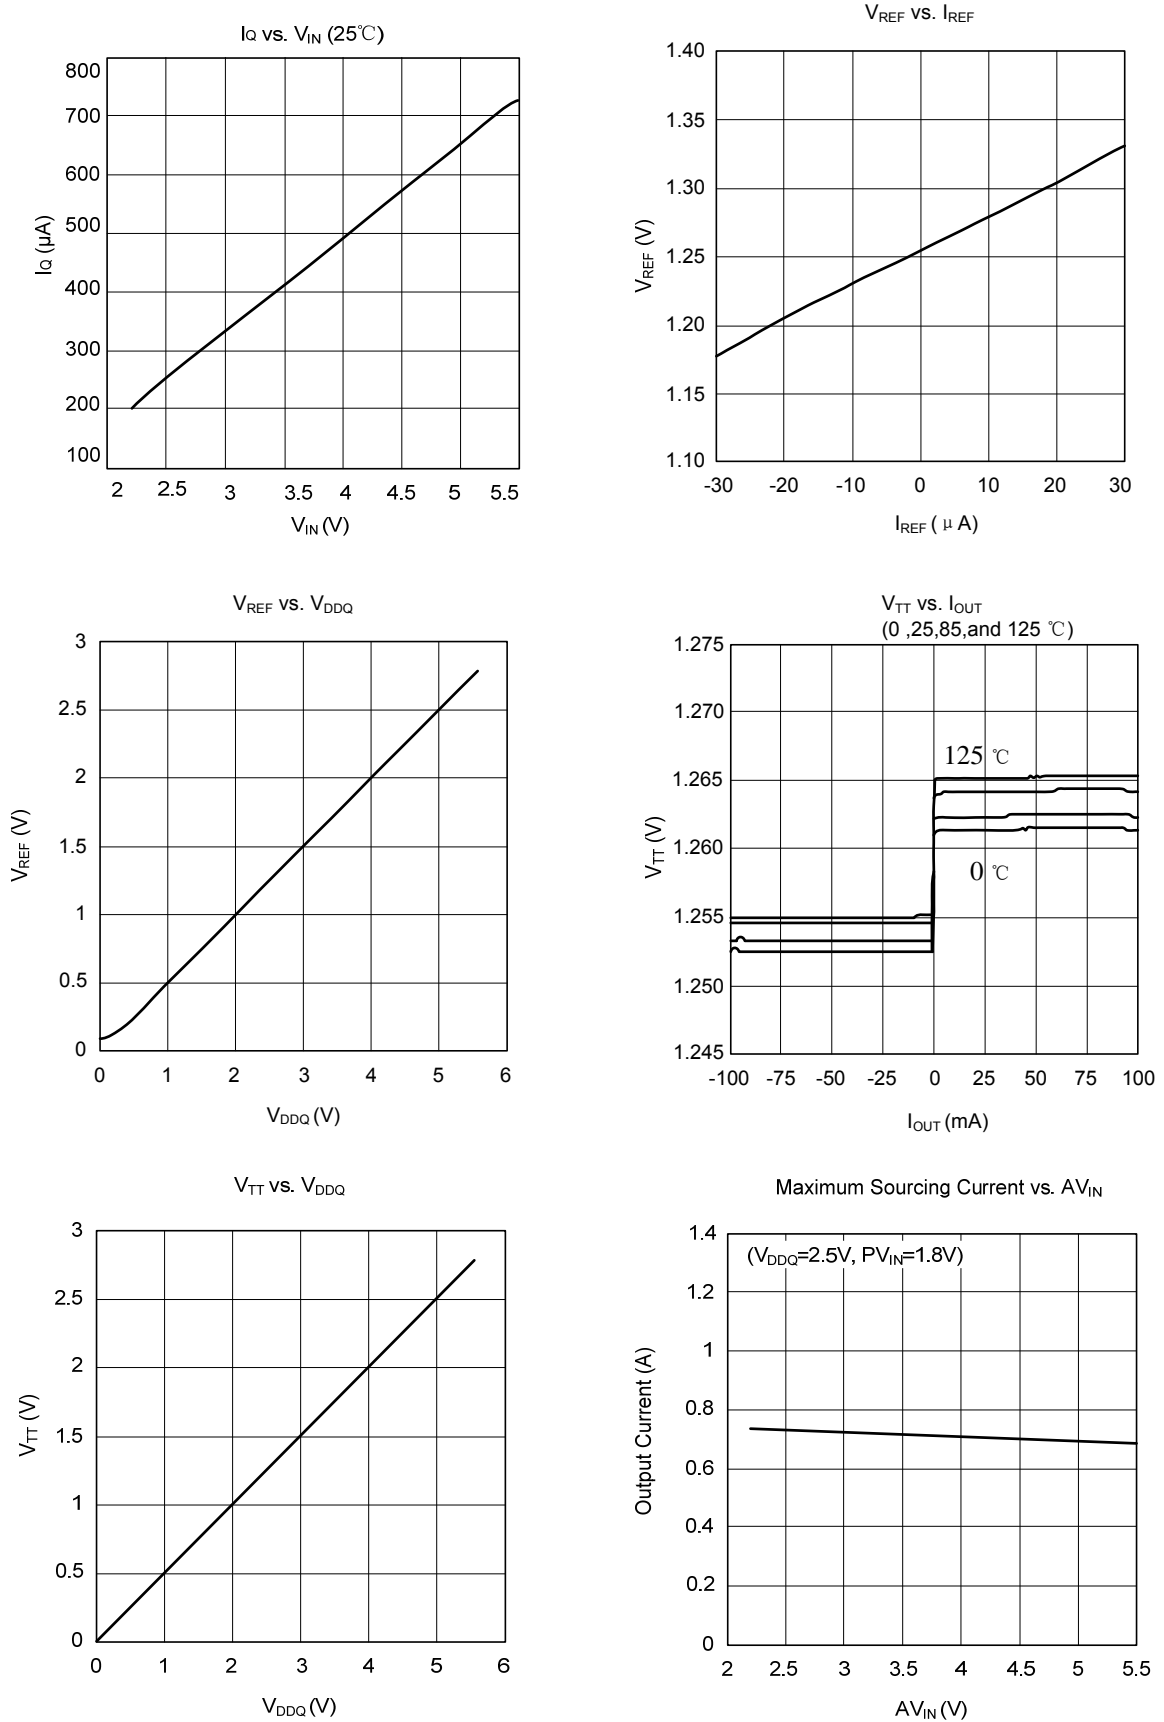 IQ vs. VIN (25℃)
800
700
600
500
400
300
200
100
IQ (µA)
2 2.5 3 3.5 4 4.5 5 5.5
VIN (V)
VREF vs. IREF
1.40
1.35
1.30
1.25
1.20
1.15
1.10
VREF (V)
-30 -20 -10 0 10 20 30
IREF ( μ A)
VREF vs. VDDQ
3
2.5
2
1.5
1
0.5
0
VREF (V)
0 1 2 3 4 5 6
VDDQ (V)
VTT vs. IOUT
(0 ,25,85,and 125 ℃)
1.275
1.270
1.265
1.260
1.255
1.250
1.245
VTT (V)
125 ℃
0 ℃
-100 -75 -50 -25 0 25 50 75 100
IOUT (mA)
VTT vs. VDDQ
3
2.5
2
1.5
1
0.5
0
VTT (V)
0 1 2 3 4 5 6
VDDQ (V)
Maximum Sourcing Current vs. AVIN
(VDDQ=2.5V, PVIN=1.8V)
1.4
1.2
1
0.8
0.6
0.4
0.2
0
Output Current (A)
2 2.5 3 3.5 4 4.5 5 5.5
AVIN (V)